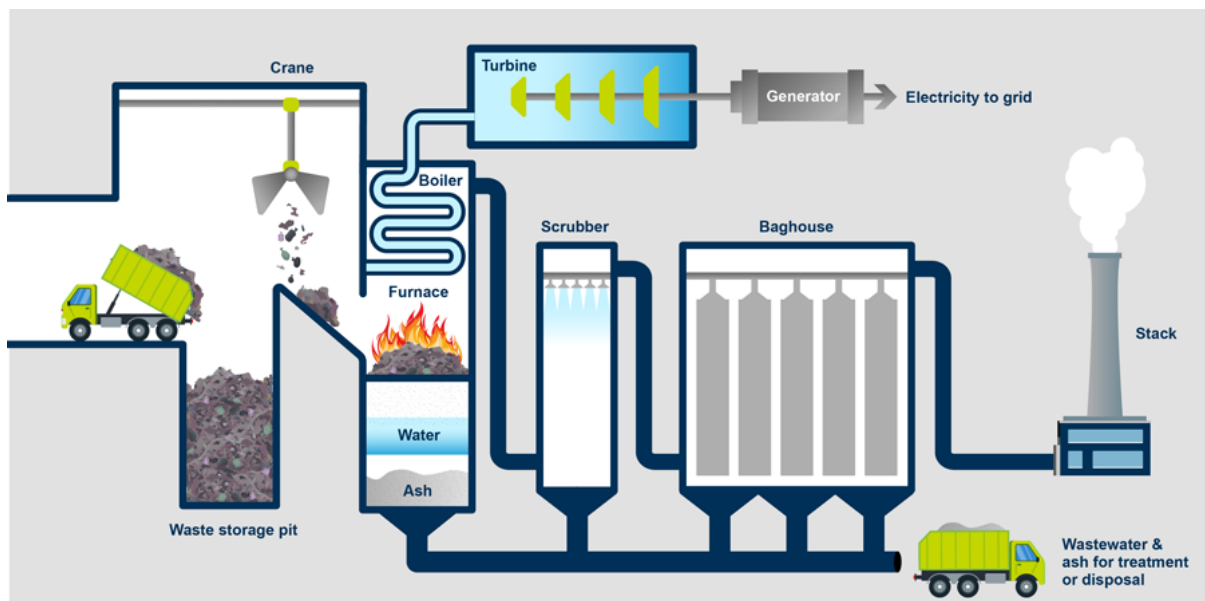 Crane
Turbine
Generator
Electricity to grid
Boiler
Scrubber
Baghouse
Furnace
Stack
Water
Ash
Waste storage pit
Wastewater &
ash for treatment
or disposal